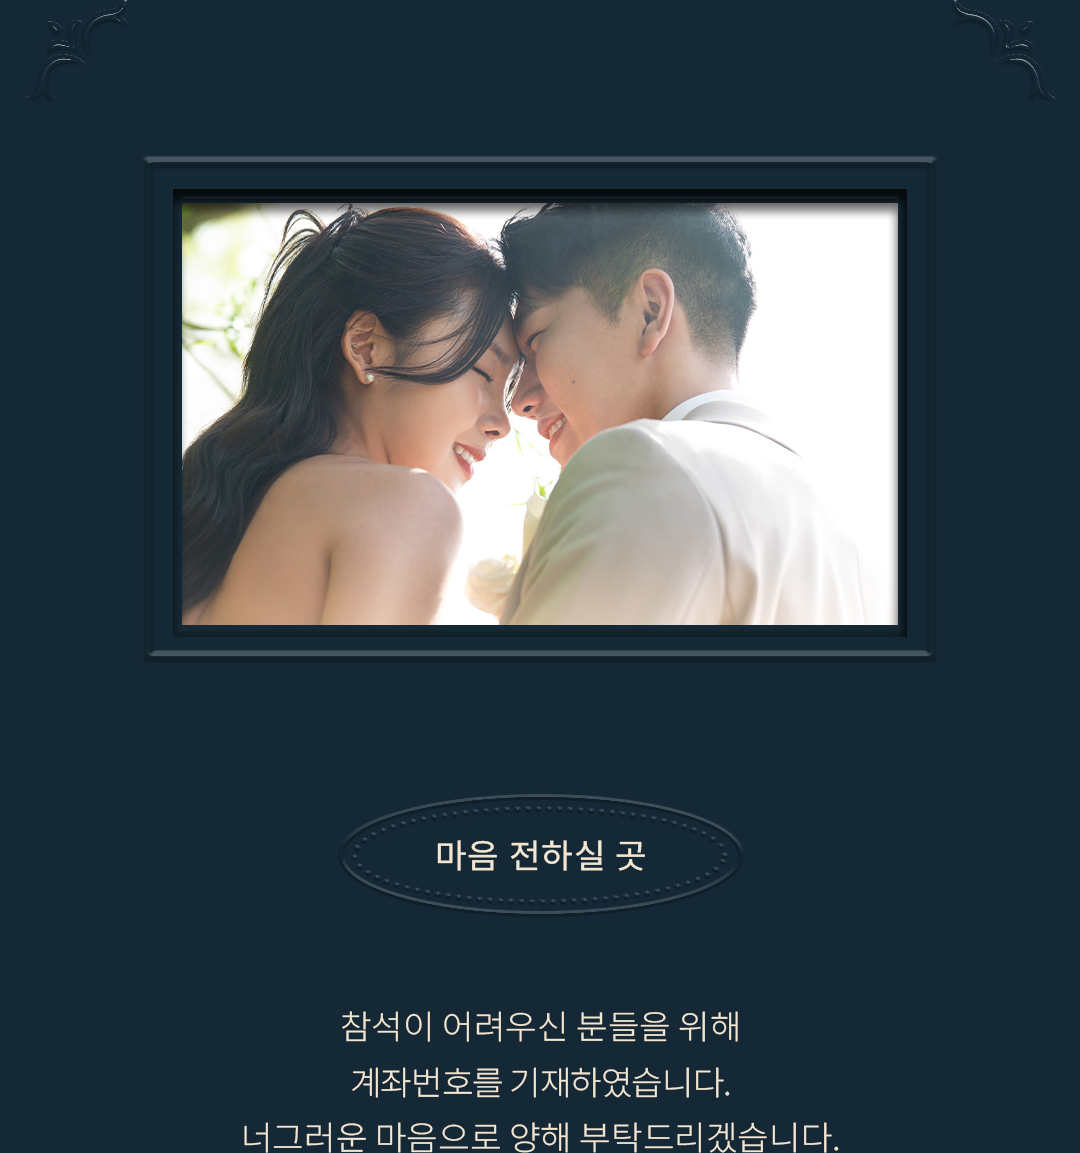 마음 전하실 곳
참석이 어려우신 분들을 위해
계좌번호를 기재하였습니다.
너그러운 마음으로 양해 부탁드리겠습니다.